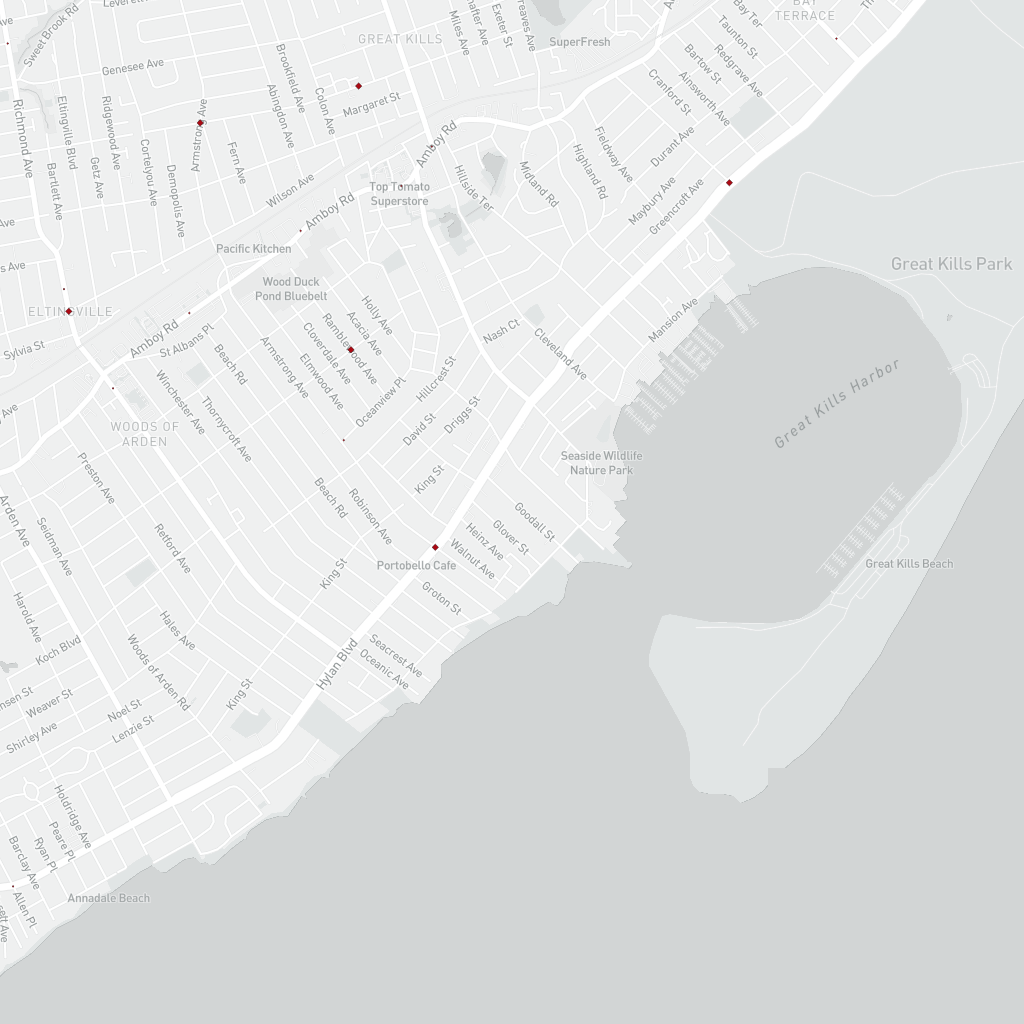 Sweet Brook Rd
Genesee Ave
GREAT KILLS
Miles Ave
Exeter St
SuperFresh
BAY
TERRACE
Bay Ter
Taunton St
Redgrave Ave
Bartow St
Ainsworth Ave
Cranford St
Richmond Ave
Eltingville Blvd
Ridgewood Ave
Getz Ave
Bartlett Ave
Cortelyou Ave
Demopolis Ave
Armstrong Ave
Fern Ave
Brookfield Ave
Abingdon Ave
Colon Ave
Margaret St
Wilson Ave
Amboy Rd
Amboy Rd
Top Tomato
Superstore
Hillside Ter
Midland Rd
Highland Rd
Fieldway Ave
Durant Ave
Maybury Ave
Greencroft Ave
Pacific Kitchen
Wood Duck
Pond Bluebelt
Great Kills Park
ELTINGVILLE
Sylvia St
Amboy Rd
St Albans Pl
Beach Rd
Holly Ave
Acacia Ave
Ramblewood Ave
Cloverdale Ave
Elmwood Ave
Armstrong Ave
Oceanview Pl
Hillcrest St
Nash Ct
Cleveland Ave
Mansion Ave
Great Kills Harbor
Winchester Ave
Thornycroft Ave
WOODS OF
ARDEN
David St
Driggs St
King St
Seaside Wildlife
Nature Park
Preston Ave
Arden Ave
Seidman Ave
Retford Ave
Beach Rd
Robinson Ave
Goodall St
Glover St
Heinz Ave
Walnut Ave
Portobello Cafe
Great Kills Beach
King St
Groton St
Harold Ave
Koch Blvd
Hales Ave
Woods of Arden Rd
Seacrest Ave
Oceanic Ave
Hylan Blvd
King St
Weaver St
Noel St
Lenzie St
Shirley Ave
Holdridge Ave
Peare Pl
Ryan Pl
Barclay Ave
Allen Pl
Annadale Beach